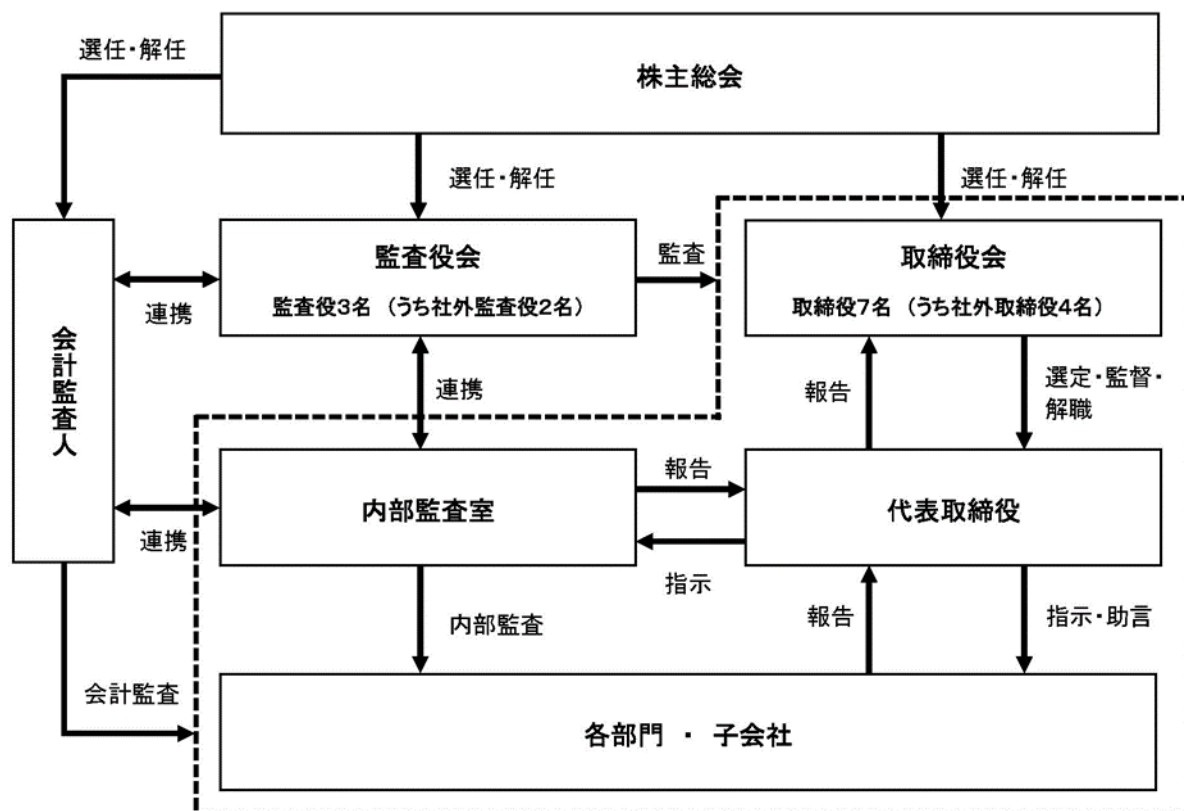 選任・解任
株主総会
選任・解任
選任・解任
監査役会
監査役3名 (うち社外監査役2名)
監査
取締役会
取締役7名 (うち社外取締役4名)
連携
会計監査人
連携
報告
選定・監督・
解職
内部監査室
報告
代表取締役
連携
指示
内部監査
報告
指示・助言
会計監査
各部門 ・ 子会社